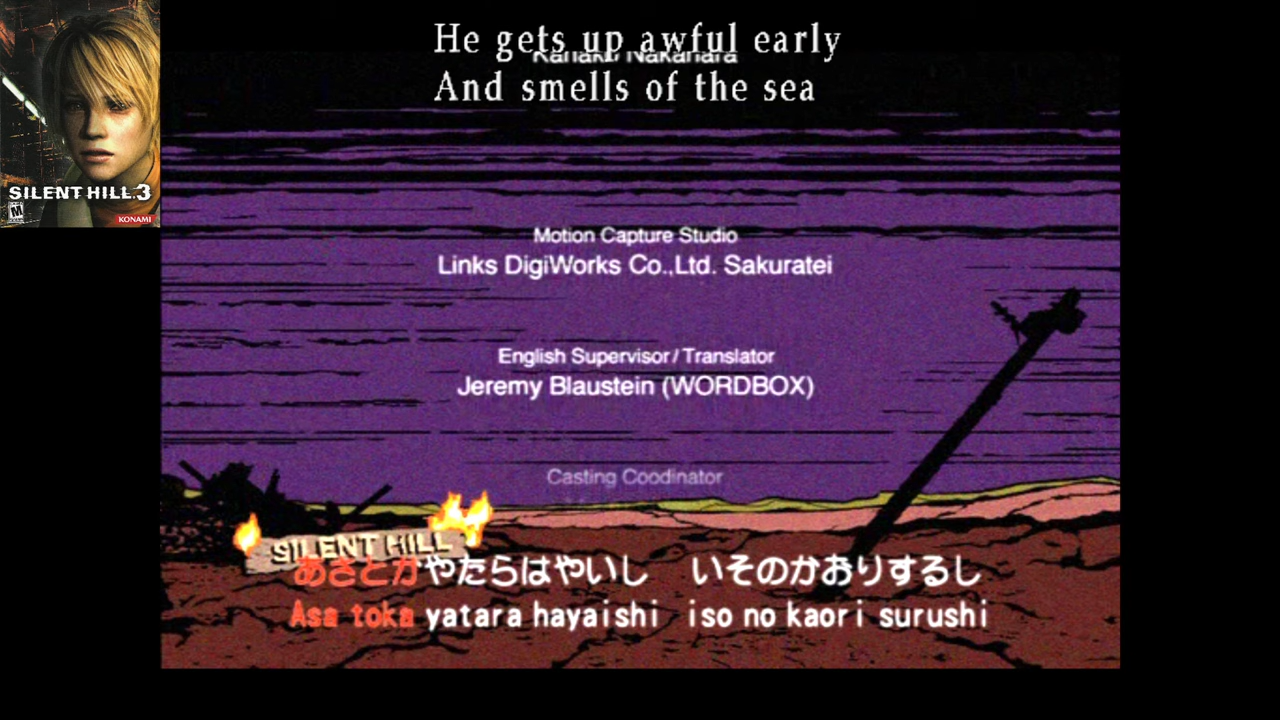 He gets up awful early
Kanako Nakahara
And smells of the sea
SILENT HILL 3
M
KONAMI
Motion Capture Studio
Links DigiWorks Co.,Ltd. Sakuratei
English Supervisor / Translator
Jeremy Blaustein (WORDBOX)
Casting Coodinator
SILENT HILL
あさとかやたらはやいし いそのかおりするし
Asa toka yatara hayaishi iso no kaori surushi